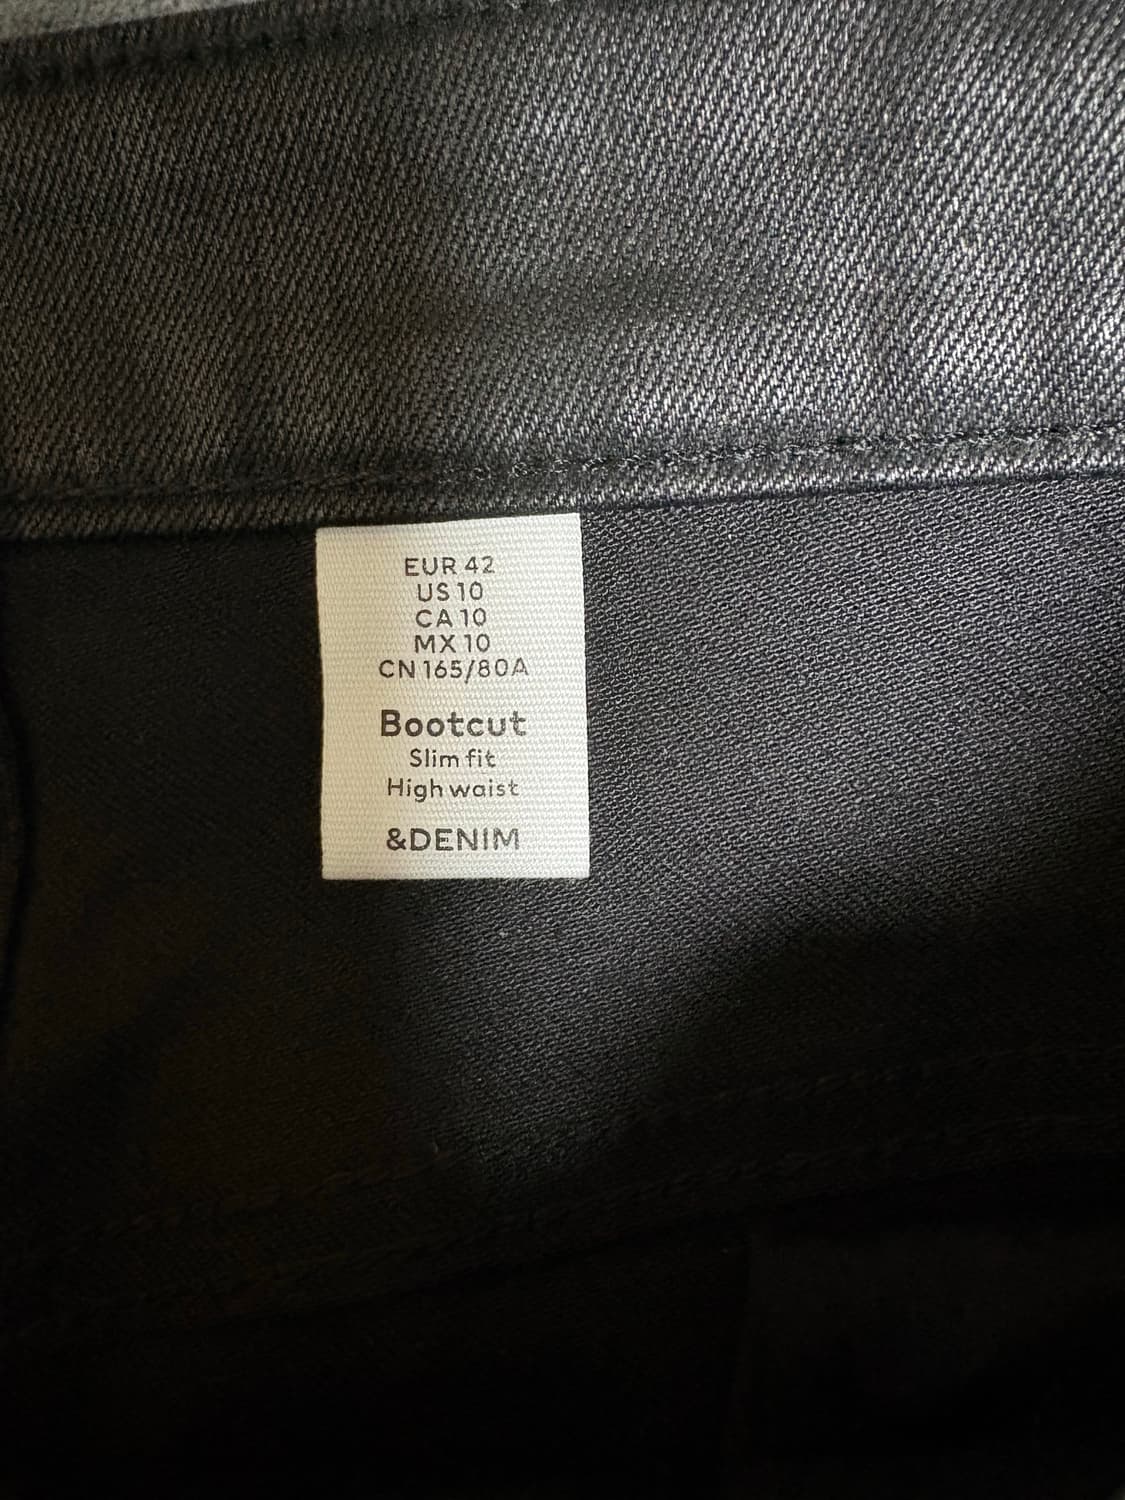 EUR 42
US 10
CA 10
MX 10
CN 165/80A
Bootcut
Slim fit
High waist
&DENIM